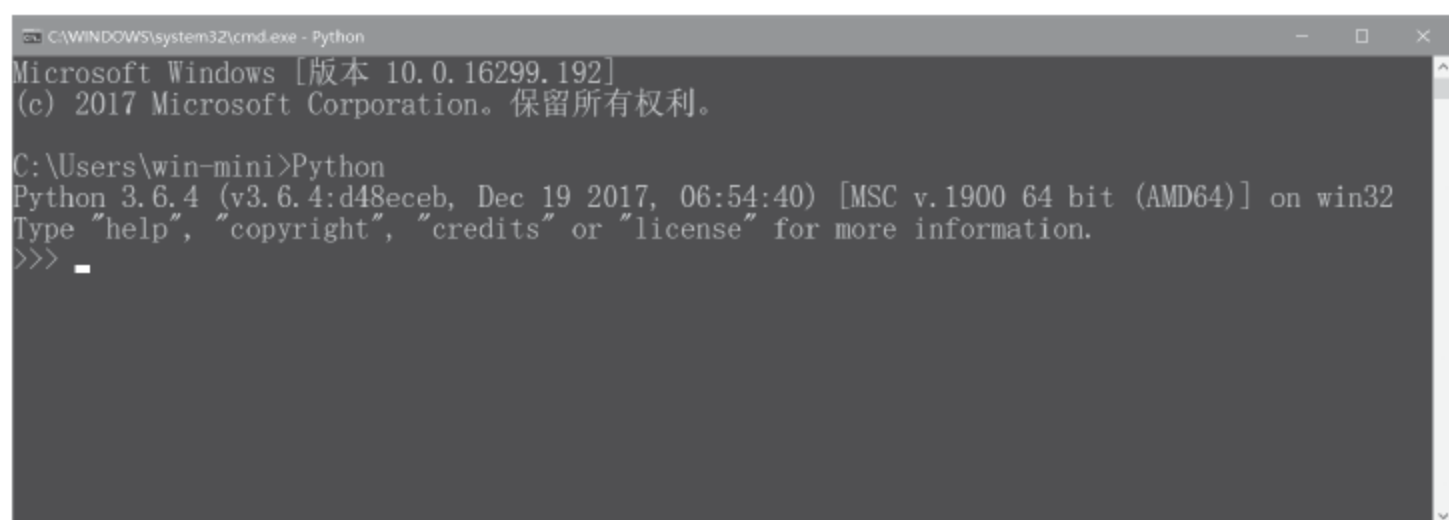 C:\WINDOWS\system32\cmd.exe - Python
Microsoft Windows [版本 10.0.16299.192]
(c) 2017 Microsoft Corporation。保留所有权利。
C:\Users\win-mini>Python
Python 3.6.4 (v3.6.4:d48eceb, Dec 19 2017, 06:54:40) [MSC v.1900 64 bit (AMD64)] on win32
Type "help", "copyright", "credits" or "license" for more information.
>>>